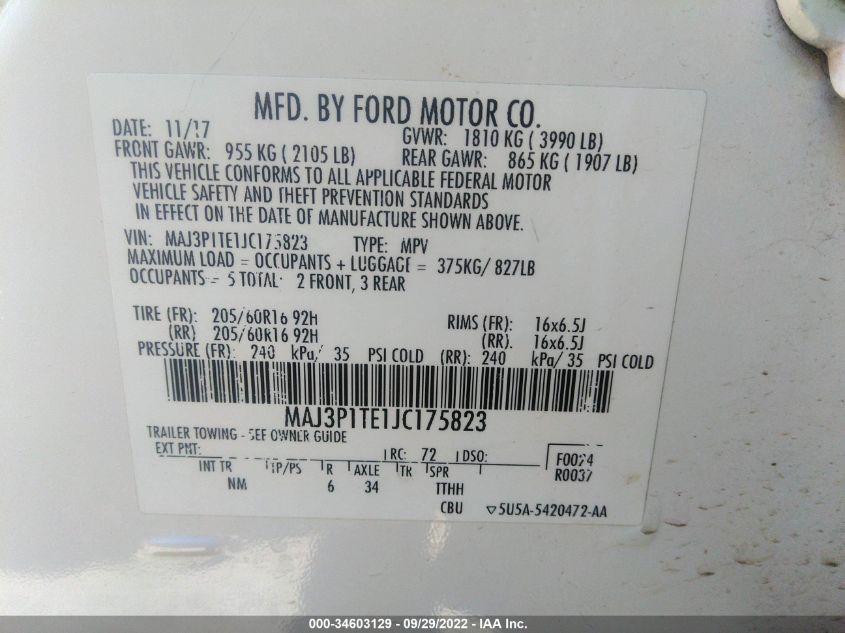 MFD. BY FORD MOTOR CO.
DATE: 11/17 GVWR: 1810 KG ( 3990 LB)
FRONT GAWR: 955 KG ( 2105 LB) REAR GAWR: 865 KG ( 1907 LB)
THIS VEHICLE CONFORMS TO ALL APPLICABLE FEDERAL MOTOR
VEHICLE SAFETY AND THEFT PREVENTION STANDARDS
IN EFFECT ON THE DATE OF MANUFACTURE SHOWN ABOVE.
VIN: MAJ3P1TE1JC175823 TYPE: MPV
MAXIMUM LOAD = OCCUPANTS + LUGGAGE = 375KG/ 827LB
OCCUPANTS = 5 TOTAL: 2 FRONT, 3 REAR
TIRE (FR): 205/60R16 92H RIMS (FR): 16x6.5J
(RR) 205/60R16 92H (RR). 16x6.5J
PRESSURE (FR): 240 kPa/ 35 PSI COLD (RR): 240 kPa/ 35 PSI COLD
MAJ3P1TE1JC175823
TRAILER TOWING - SEE OWNER GUIDE
EXT PNT: RC: 72 DSO: F0024
R0037
INT TR TP/PS R AXLE TR SPR
NM 6 34 TTHH
CBU 5U5A-5420472-AA
000-34603129 - 09/29/2022 - IAA Inc.